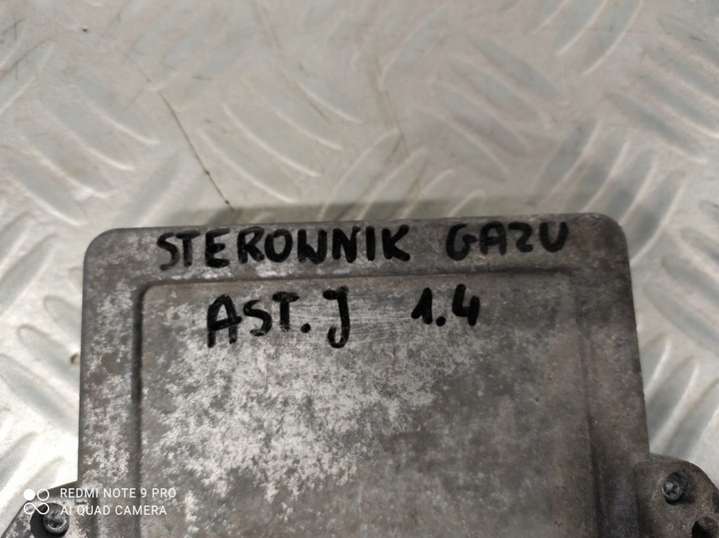 STEROWNIK GAZU
AST. J 1.4
REDMI NOTE 9 PRO
AI QUAD CAMERA